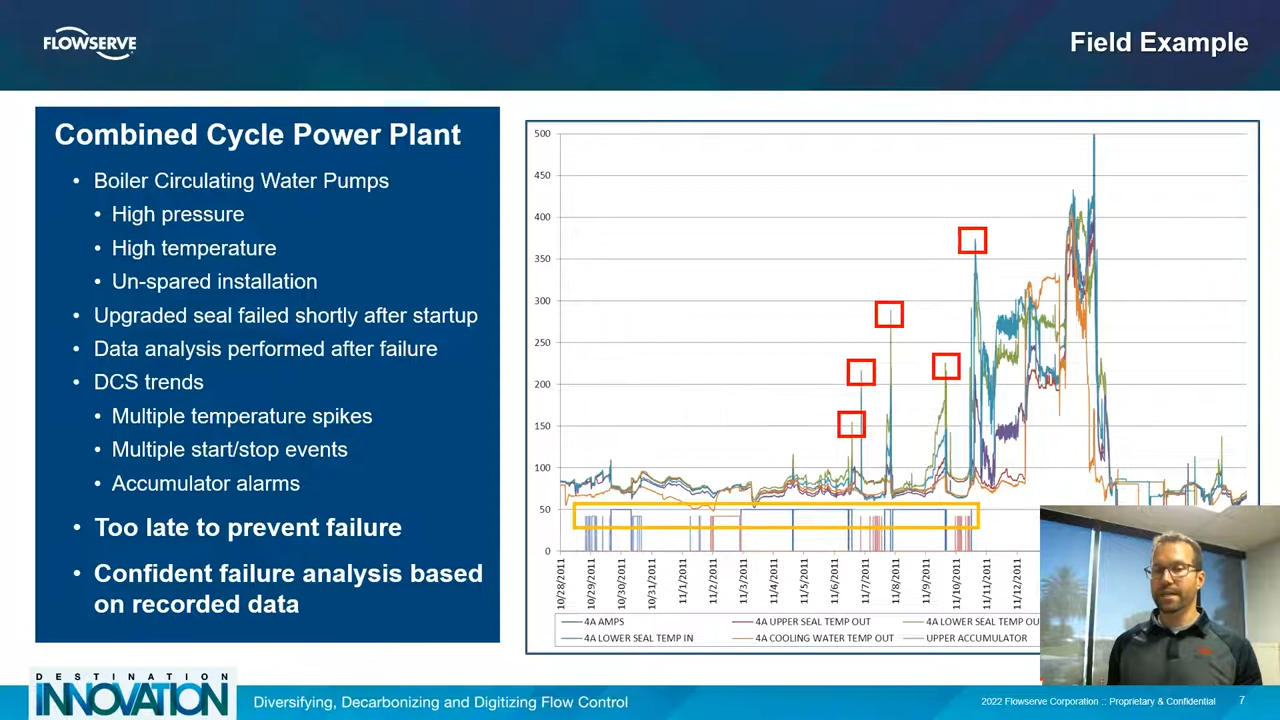 FLOWSERVE
Field Example
Combined Cycle Power Plant
• Boiler Circulating Water Pumps
• High pressure
• High temperature
• Un-spared installation
• Upgraded seal failed shortly after startup
• Data analysis performed after failure
• DCS trends
• Multiple temperature spikes
• Multiple start/stop events
• Accumulator alarms
• Too late to prevent failure
• Confident failure analysis based
on recorded data
500
450
400
350
300
250
200
150
100
50
0
10/28/2011
10/29/2011
10/30/2011
10/31/2011
11/1/2011
11/2/2011
11/3/2011
11/4/2011
11/5/2011
11/6/2011
11/7/2011
11/8/2011
11/9/2011
11/10/2011
11/11/2011
11/12/2011
4A AMPS
4A UPPER SEAL TEMP OUT
4A LOWER SEAL TEMP OU
4A LOWER SEAL TEMP IN
4A COOLING WATER TEMP OUT
UPPER ACCUMULATOR
DESTINATION
INNOVATION
Diversifying, Decarbonizing and Digitizing Flow Control
2022 Flowserve Corporation :: Proprietary & Confidential
7